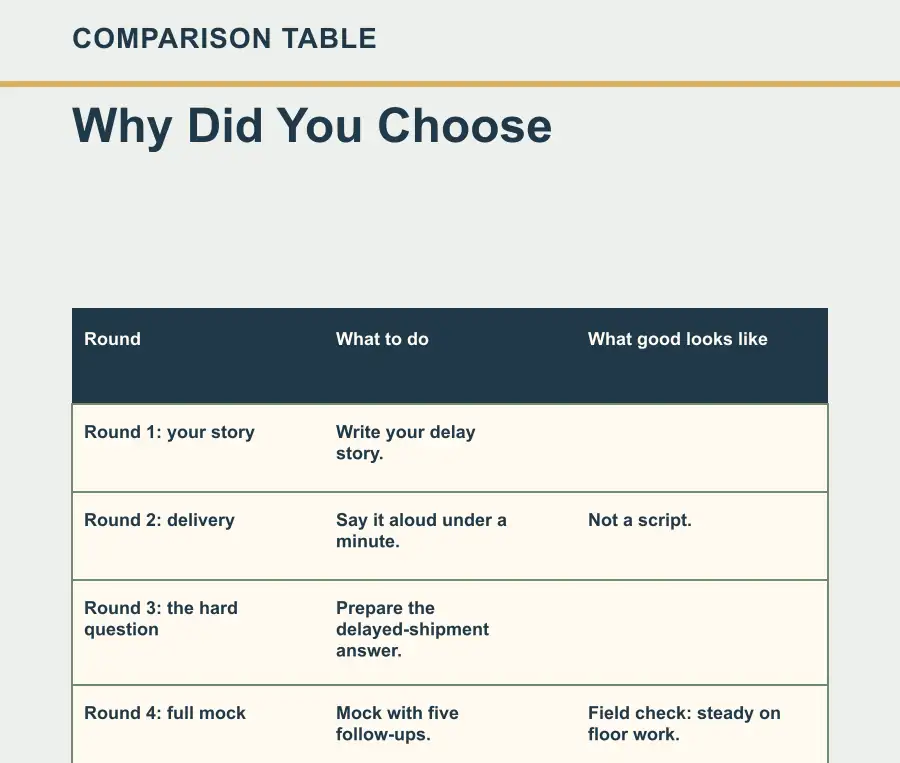 COMPARISON TABLE
Why Did You Choose
Round
What to do
What good looks like
Round 1: your story
Write your delay
story.
Round 2: delivery
Say it aloud under a
minute.
Not a script.
Round 3: the hard
question
Prepare the
delayed-shipment
answer.
Round 4: full mock
Mock with five
follow-ups.
Field check: steady on
floor work.